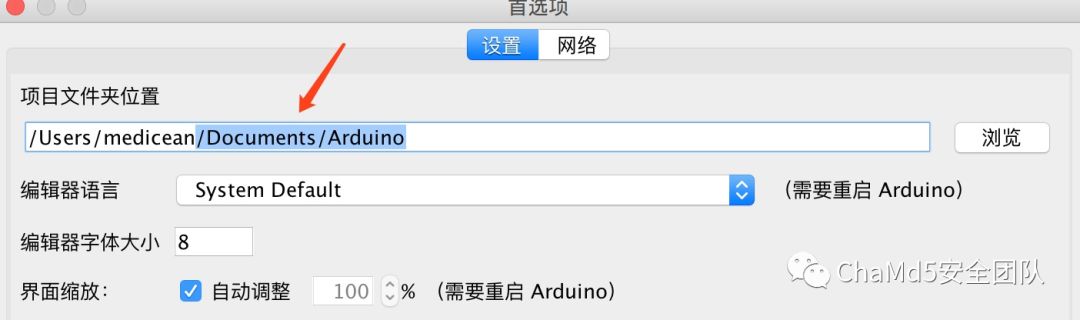 首选项
设置 网络
项目文件夹位置
/Users/medicean/Documents/Arduino 浏览
编辑器语言 System Default （需要重启 Arduino）
编辑器字体大小 8
界面缩放： 自动调整 100 % （需要重启 Arduino）
ChaMd5安全团队